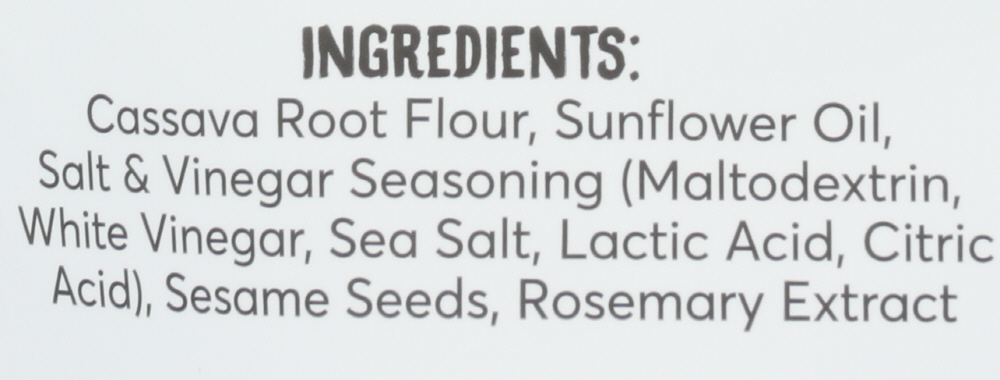 INGREDIENTS:
Cassava Root Flour, Sunflower Oil,
Salt & Vinegar Seasoning (Maltodextrin,
White Vinegar, Sea Salt, Lactic Acid, Citric
Acid), Sesame Seeds, Rosemary Extract